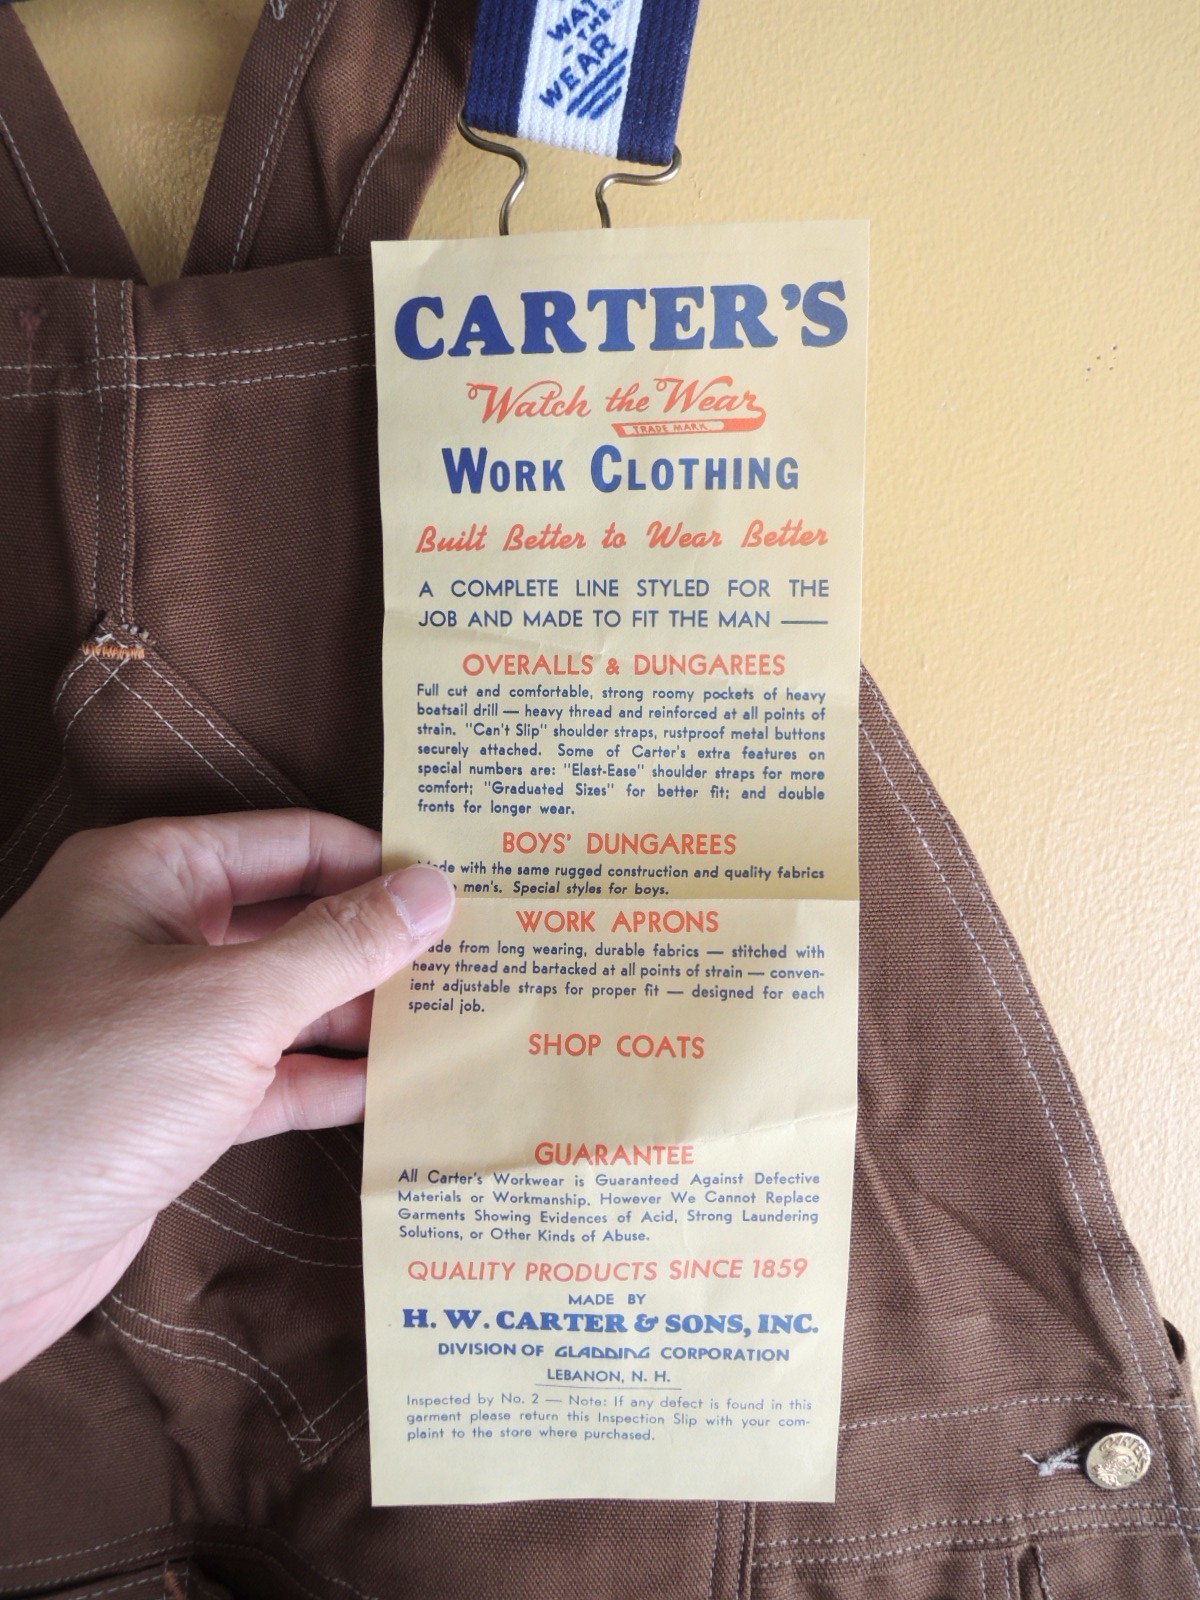 WA
-THE-
WEAR
CARTER'S
Watch the Wear
TRADE MARK
WORK CLOTHING
Built Better to Wear Better
A COMPLETE LINE STYLED FOR THE
JOB AND MADE TO FIT THE MAN ——
OVERALLS & DUNGAREES
Full cut and comfortable, strong roomy pockets of heavy
boatsail drill — heavy thread and reinforced at all points of
strain. "Can't Slip" shoulder straps, rustproof metal buttons
securely attached. Some of Carter's extra features on
special numbers are: "Elast-Ease" shoulder straps for more
comfort; "Graduated Sizes" for better fit; and double
fronts for longer wear.
BOYS' DUNGAREES
Made with the same rugged construction and quality fabrics
men's. Special styles for boys.
WORK APRONS
Made from long wearing, durable fabrics — stitched with
heavy thread and bartacked at all points of strain — conven-
ient adjustable straps for proper fit — designed for each
special job.
SHOP COATS
GUARANTEE
All Carter's Workwear is Guaranteed Against Defective
Materials or Workmanship. However We Cannot Replace
Garments Showing Evidences of Acid, Strong Laundering
Solutions, or Other Kinds of Abuse.
QUALITY PRODUCTS SINCE 1859
MADE BY
H. W. CARTER & SONS, INC.
DIVISION OF GLADDING CORPORATION
LEBANON, N. H.
Inspected by No. 2 — Note: If any defect is found in this
garment please return this Inspection Slip with your com-
plaint to the store where purchased.
CARTER'S